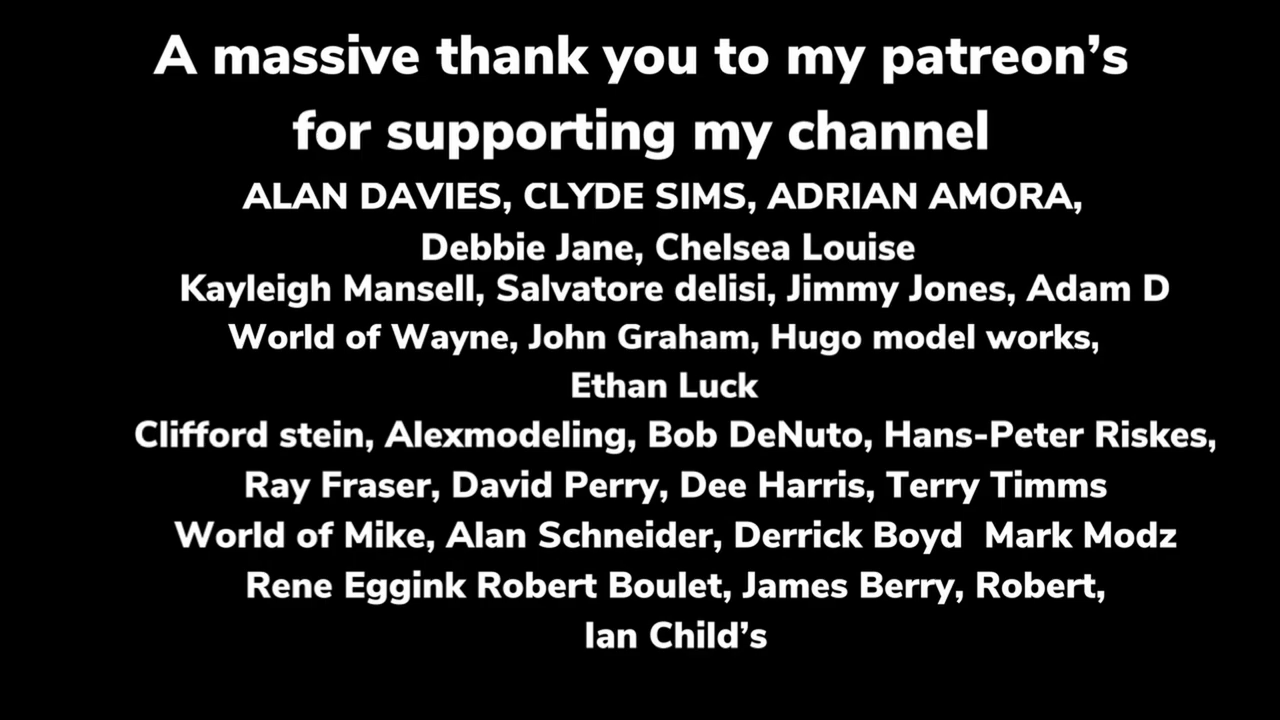 A massive thank you to my patreon’s
for supporting my channel
ALAN DAVIES, CLYDE SIMS, ADRIAN AMORA,
Debbie Jane, Chelsea Louise
Kayleigh Mansell, Salvatore delisi, Jimmy Jones, Adam D
World of Wayne, John Graham, Hugo model works,
Ethan Luck
Clifford stein, Alexmodeling, Bob DeNuto, Hans-Peter Riskes,
Ray Fraser, David Perry, Dee Harris, Terry Timms
World of Mike, Alan Schneider, Derrick Boyd  Mark Modz
Rene Eggink Robert Boulet, James Berry, Robert,
Ian Child’s